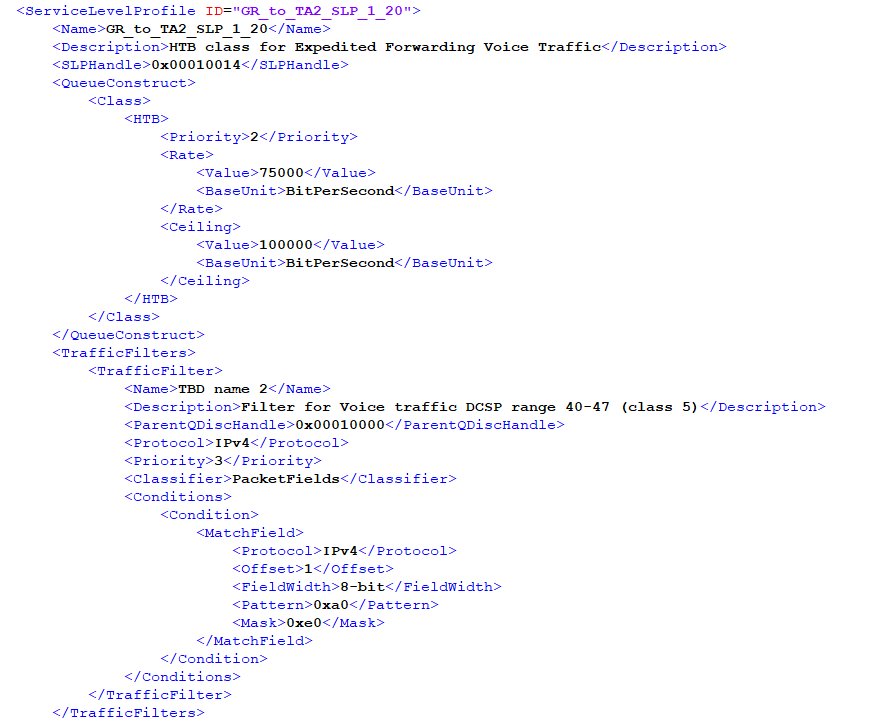 <ServiceLevelProfile ID="GR_to_TA2_SLP_1_20">
<Name>GR_to_TA2_SLP_1_20</Name>
<Description>HTB class for Expedited Forwarding Voice Traffic</Description>
<SLPHandle>0x00010014</SLPHandle>
<QueueConstruct>
<Class>
<HTB>
<Priority>2</Priority>
<Rate>
<Value>75000</Value>
<BaseUnit>BitPerSecond</BaseUnit>
</Rate>
<Ceiling>
<Value>100000</Value>
<BaseUnit>BitPerSecond</BaseUnit>
</Ceiling>
</HTB>
</Class>
</QueueConstruct>
<TrafficFilters>
<TrafficFilter>
<Name>TBD name 2</Name>
<Description>Filter for Voice traffic DCSP range 40-47 (class 5)</Description>
<ParentQDiscHandle>0x00010000</ParentQDiscHandle>
<Protocol>IPv4</Protocol>
<Priority>3</Priority>
<Classifier>PacketFields</Classifier>
<Conditions>
<Condition>
<MatchField>
<Protocol>IPv4</Protocol>
<Offset>1</Offset>
<FieldWidth>8-bit</FieldWidth>
<Pattern>0xa0</Pattern>
<Mask>0xe0</Mask>
</MatchField>
</Condition>
</Conditions>
</TrafficFilter>
</TrafficFilters>